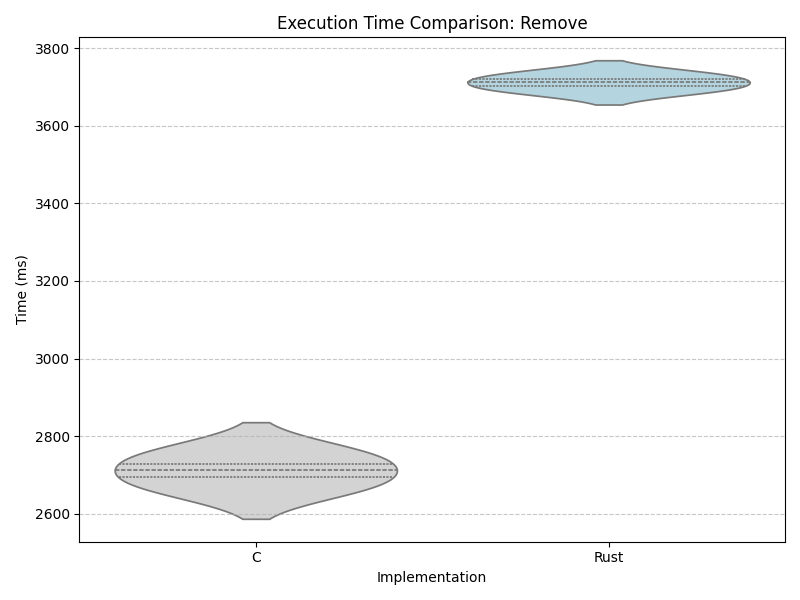 Execution Time Comparison: Remove
3800
3600
3400
3200
3000
2800
2600
Time (ms)
C
Rust
Implementation